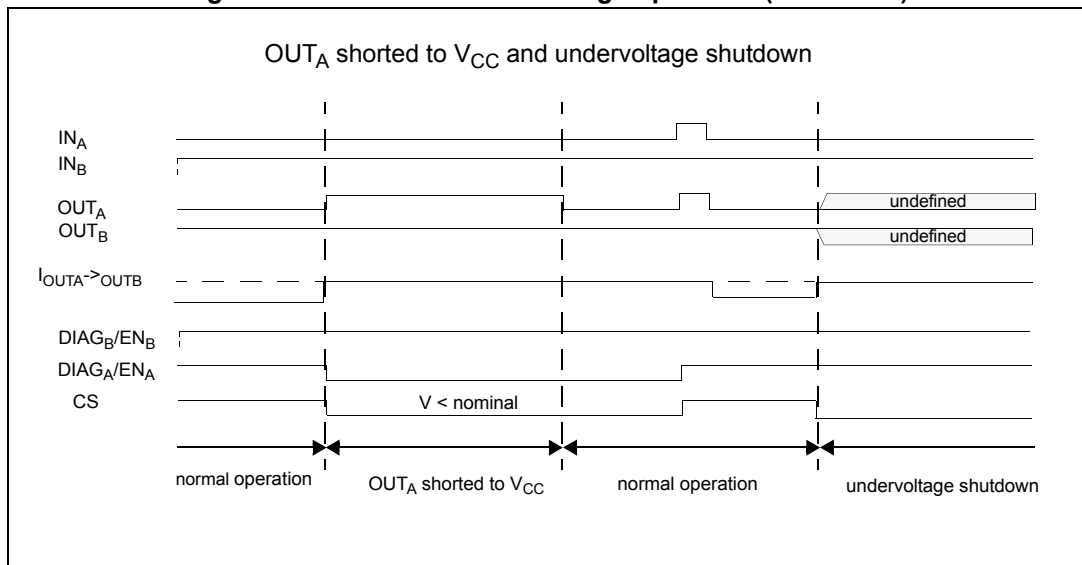 OUTA shorted to VCC and undervoltage shutdown
INA
INB
OUTA
undefined
OUTB
undefined
IOUTA->OUTB
DIAGB/ENB
DIAGA/ENA
CS
V < nominal
normal operation
OUTA shorted to VCC
normal operation
undervoltage shutdown